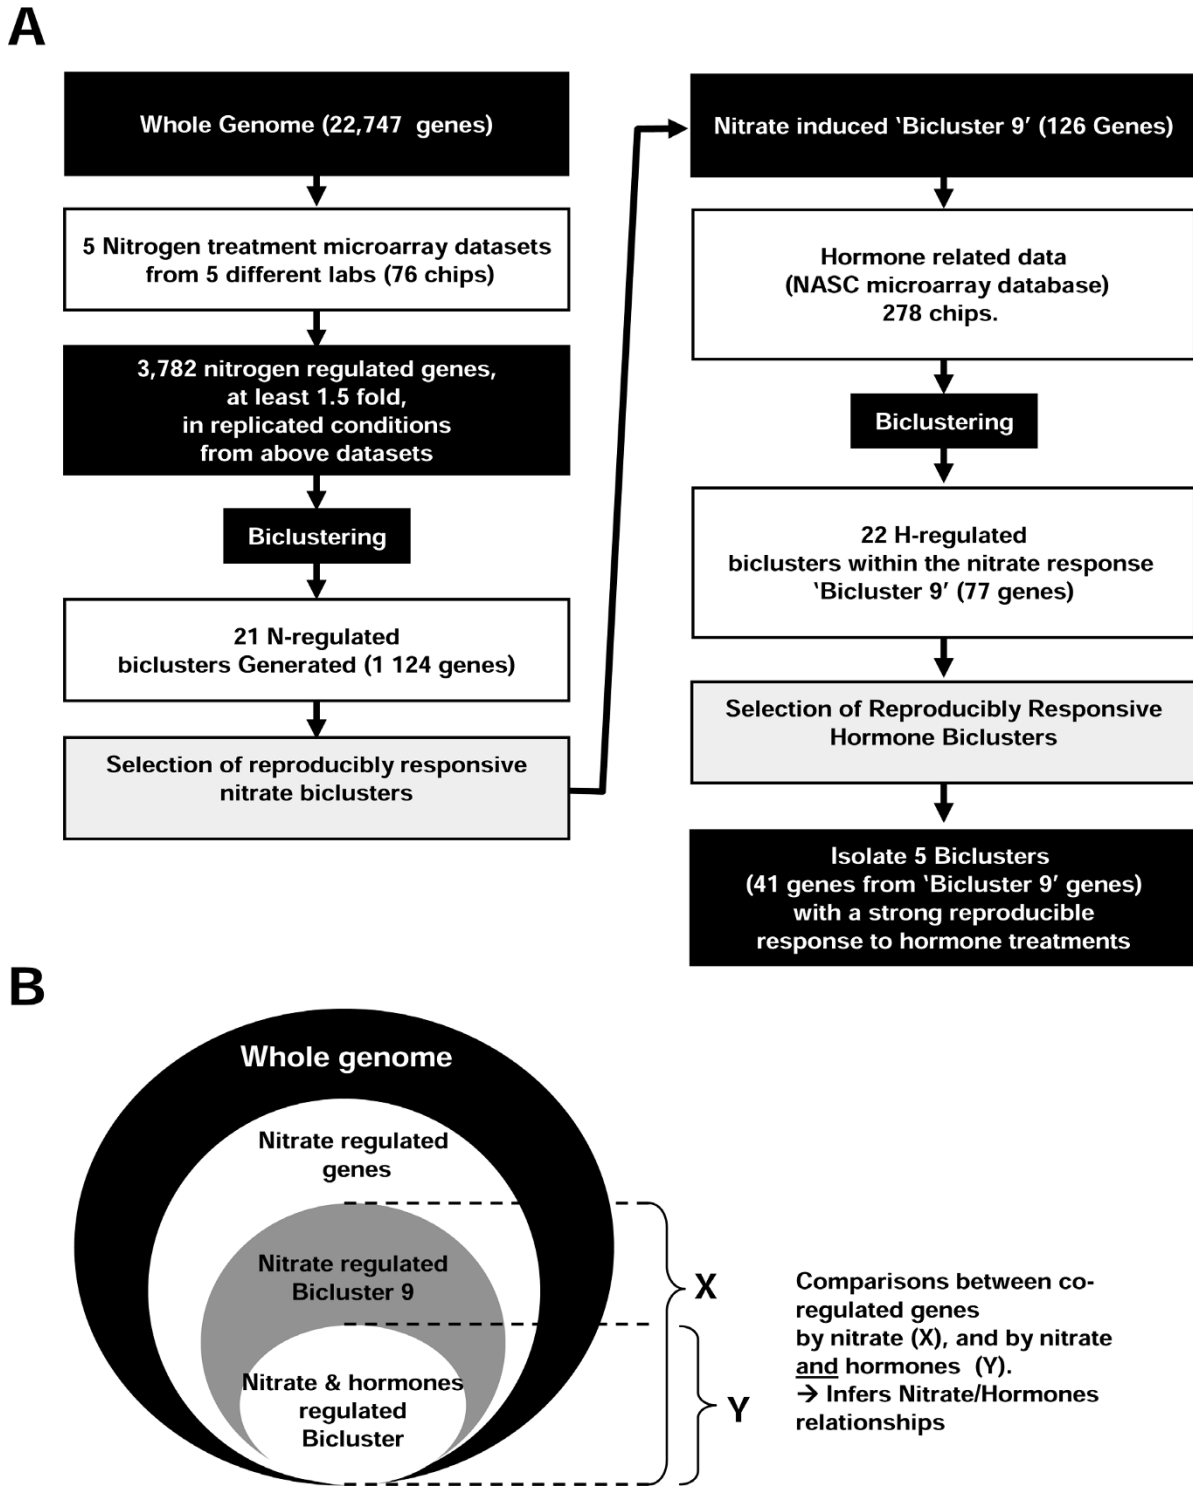 A
Whole Genome (22,747 genes)
5 Nitrogen treatment microarray datasets
from 5 different labs (76 chips)
3,782 nitrogen regulated genes,
at least 1.5 fold,
in replicated conditions
from above datasets
Biclustering
21 N-regulated
biclusters Generated (1 124 genes)
Selection of reproducibly responsive
nitrate biclusters
Nitrate induced ‘Bicluster 9’ (126 Genes)
Hormone related data
(NASC microarray database)
278 chips.
Biclustering
22 H-regulated
biclusters within the nitrate response
‘Bicluster 9’ (77 genes)
Selection of Reproducibly Responsive
Hormone Biclusters
Isolate 5 Biclusters
(41 genes from ‘Bicluster 9’ genes)
with a strong reproducible
response to hormone treatments
B
Whole genome
Nitrate regulated
genes
Nitrate regulated
Bicluster 9
Nitrate & hormones
regulated
Bicluster
X
Y
Comparisons between co-
regulated genes
by nitrate (X), and by nitrate
and hormones (Y).
→ Infers Nitrate/Hormones
relationships